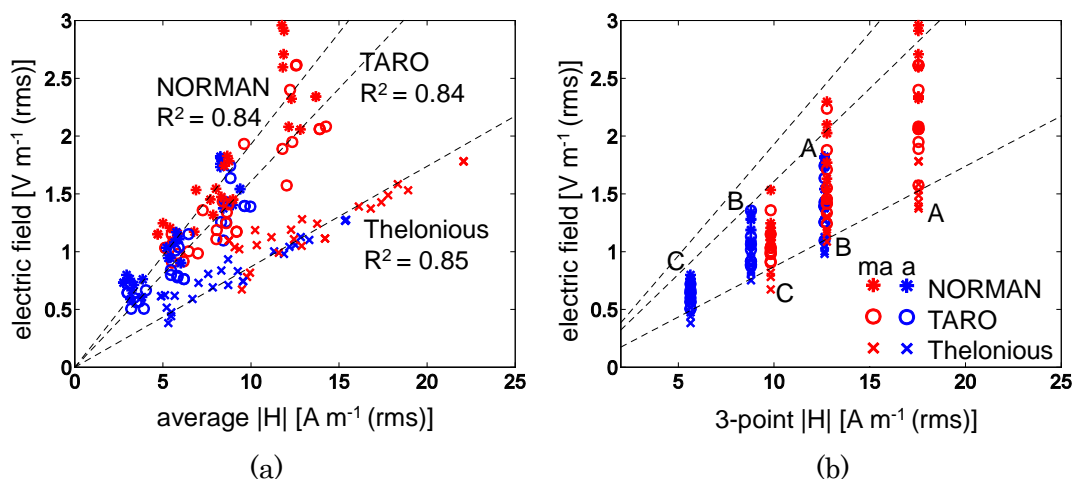 3
2.5
2
1.5
1
0.5
0
0 5 10 15 20 25
electric field [V m⁻¹ (rms)]
average |H| [A m⁻¹ (rms)]
NORMAN
R² = 0.84
TARO
R² = 0.84
Thelonious
R² = 0.85
(a)
3
2.5
2
1.5
1
0.5
0
5 10 15 20 25
electric field [V m⁻¹ (rms)]
3-point |H| [A m⁻¹ (rms)]
A
B
C
A
B
C
ma a
NORMAN
TARO
Thelonious
(b)